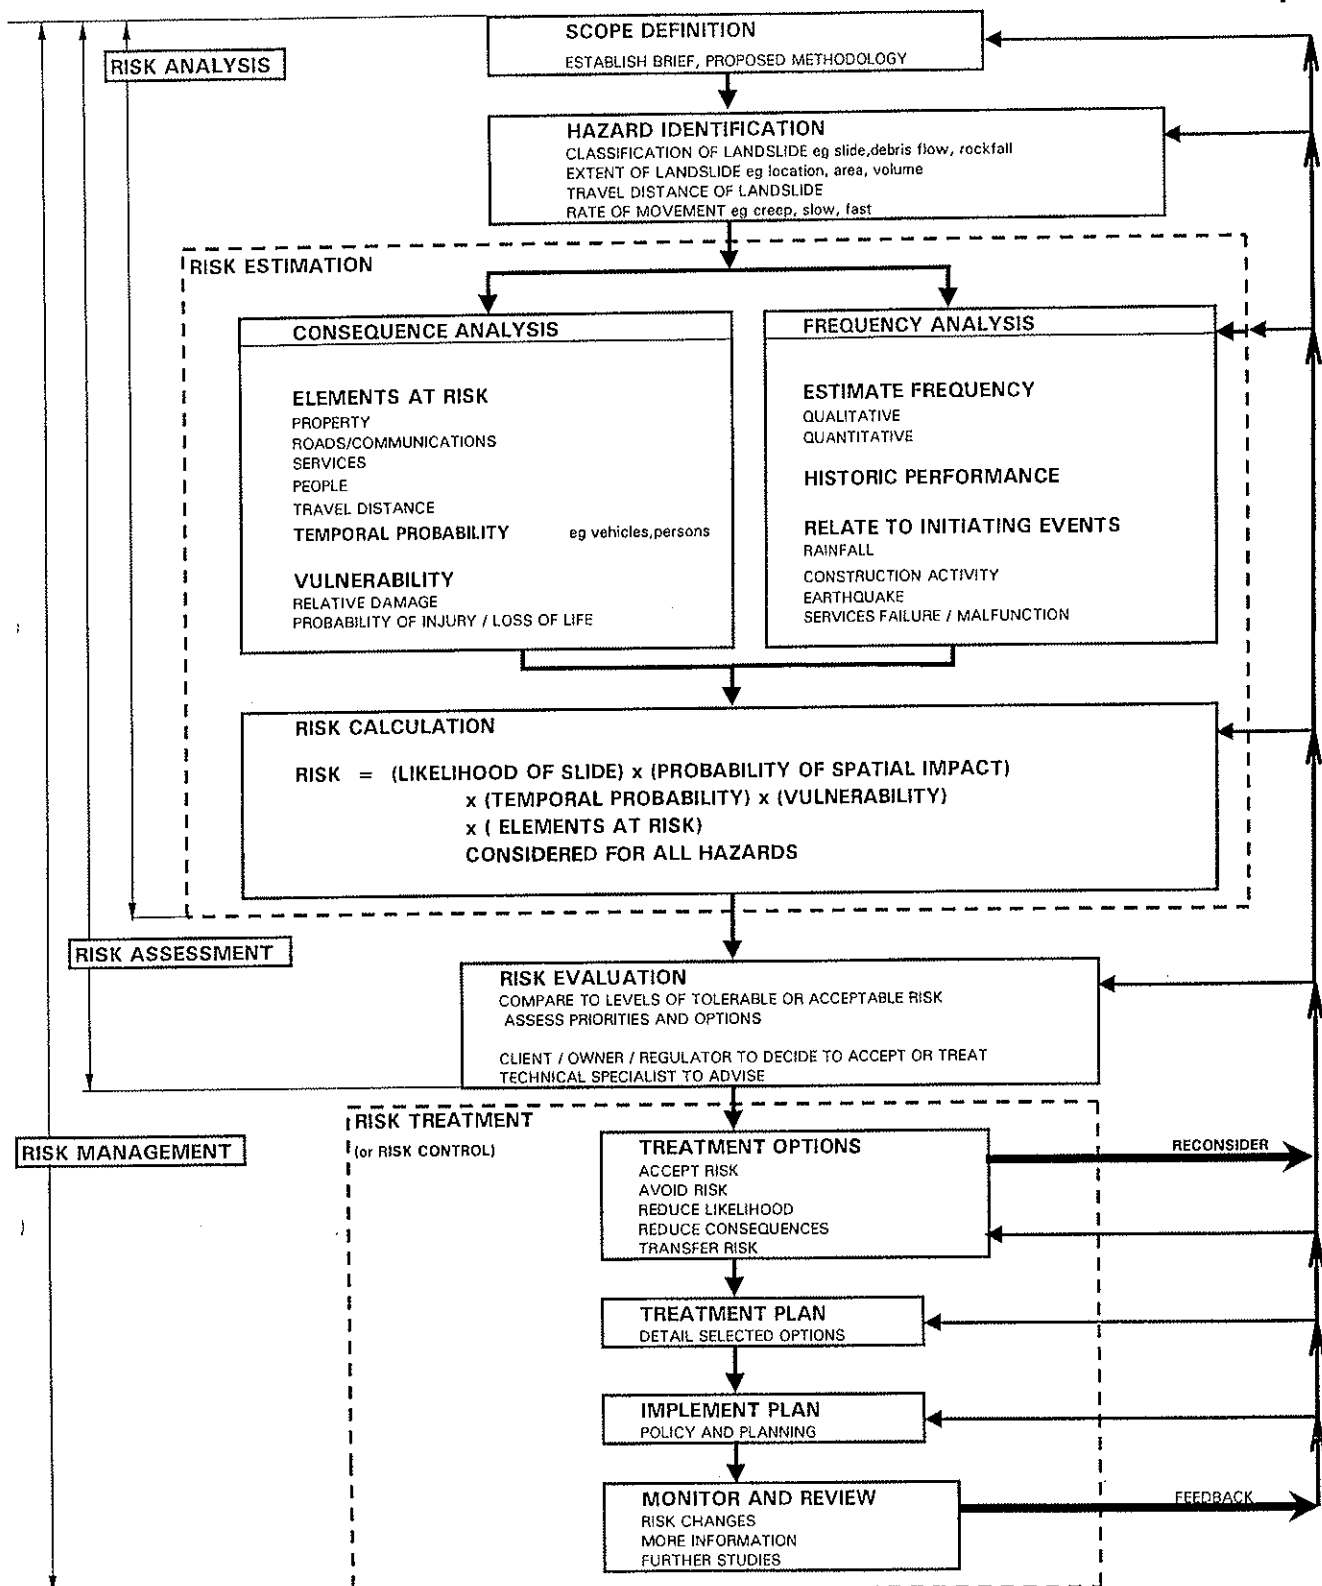 SCOPE DEFINITION
ESTABLISH BRIEF, PROPOSED METHODOLOGY
RISK ANALYSIS
HAZARD IDENTIFICATION
CLASSIFICATION OF LANDSLIDE eg slide,debris flow, rockfall
EXTENT OF LANDSLIDE eg location, area, volume
TRAVEL DISTANCE OF LANDSLIDE
RATE OF MOVEMENT eg creep, slow, fast
RISK ESTIMATION
CONSEQUENCE ANALYSIS
ELEMENTS AT RISK
PROPERTY
ROADS/COMMUNICATIONS
SERVICES
PEOPLE
TRAVEL DISTANCE
TEMPORAL PROBABILITY eg vehicles,persons
VULNERABILITY
RELATIVE DAMAGE
PROBABILITY OF INJURY / LOSS OF LIFE
FREQUENCY ANALYSIS
ESTIMATE FREQUENCY
QUALITATIVE
QUANTITATIVE
HISTORIC PERFORMANCE
RELATE TO INITIATING EVENTS
RAINFALL
CONSTRUCTION ACTIVITY
EARTHQUAKE
SERVICES FAILURE / MALFUNCTION
RISK CALCULATION
RISK = (LIKELIHOOD OF SLIDE) x (PROBABILITY OF SPATIAL IMPACT)
x (TEMPORAL PROBABILITY) x (VULNERABILITY)
x ( ELEMENTS AT RISK)
CONSIDERED FOR ALL HAZARDS
RISK ASSESSMENT
RISK EVALUATION
COMPARE TO LEVELS OF TOLERABLE OR ACCEPTABLE RISK
ASSESS PRIORITIES AND OPTIONS
CLIENT / OWNER / REGULATOR TO DECIDE TO ACCEPT OR TREAT
TECHNICAL SPECIALIST TO ADVISE
RISK MANAGEMENT
RISK TREATMENT
(or RISK CONTROL)
TREATMENT OPTIONS
ACCEPT RISK
AVOID RISK
REDUCE LIKELIHOOD
REDUCE CONSEQUENCES
TRANSFER RISK
RECONSIDER
TREATMENT PLAN
DETAIL SELECTED OPTIONS
IMPLEMENT PLAN
POLICY AND PLANNING
MONITOR AND REVIEW
RISK CHANGES
MORE INFORMATION
FURTHER STUDIES
FEEDBACK